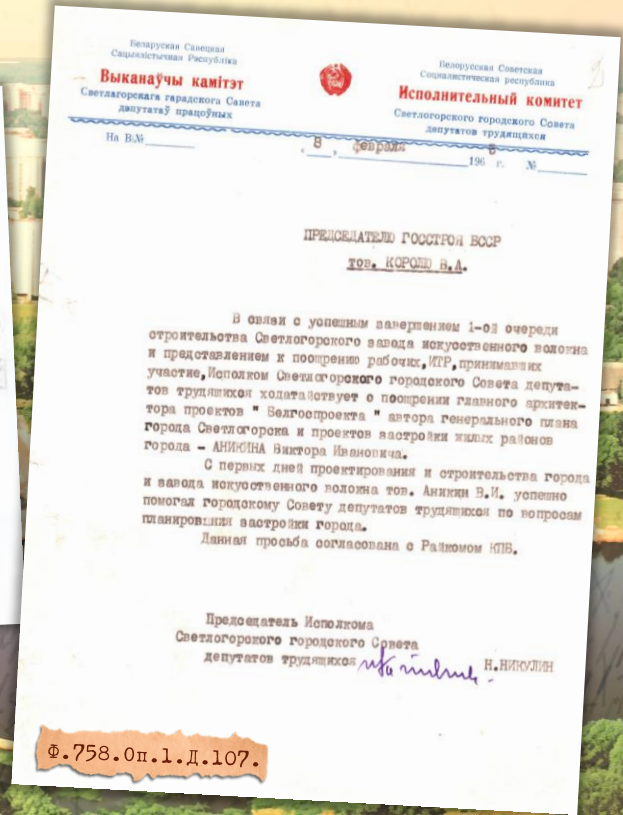 Беларуская Савецкая
Сацыялістычная Рэспубліка
Выканаўчы камітэт
Светлагорскага гарадскога Савета
дэпутатаў працоўных
На В№
Белорусская Советская
Социалистическая республика
Исполнительный комитет
Светлогорского городского Совета
депутатов трудящихся
„ 8 „ февраля 196 г. №
ПРЕДСЕДАТЕЛЮ ГОССТРОЯ БССР
тов. КОРОЛЮ В.А.
В связи с успешным завершением 1-ой очереди
строительства Светлогорского завода искусственного волокна
и представлением к поощрению рабочих,ИТР,принимавших
участие,Исполком Светлогорского городского Совета депута-
тов трудящихся ходатайствует о поощрении главного архитек-
тора проектов " Белгоспроекта " автора генерального плана
города Светлогорска и проектов застройки жилых районов
города - АНИКИНА Виктора Ивановича.
С первых дней проектирования и строительства города
и завода искусственного волокна тов. Аникин В.И. успешно
помогал городскому Совету депутатов трудящихся по вопросам
планирования застройки города.
Данная просьба согласована с Райкомом КПБ.
Председатель Исполкома
Светлогорского городского Совета
депутатов трудящихся Н.НИКУЛИН
Ф.758.Оп.1.Д.107.